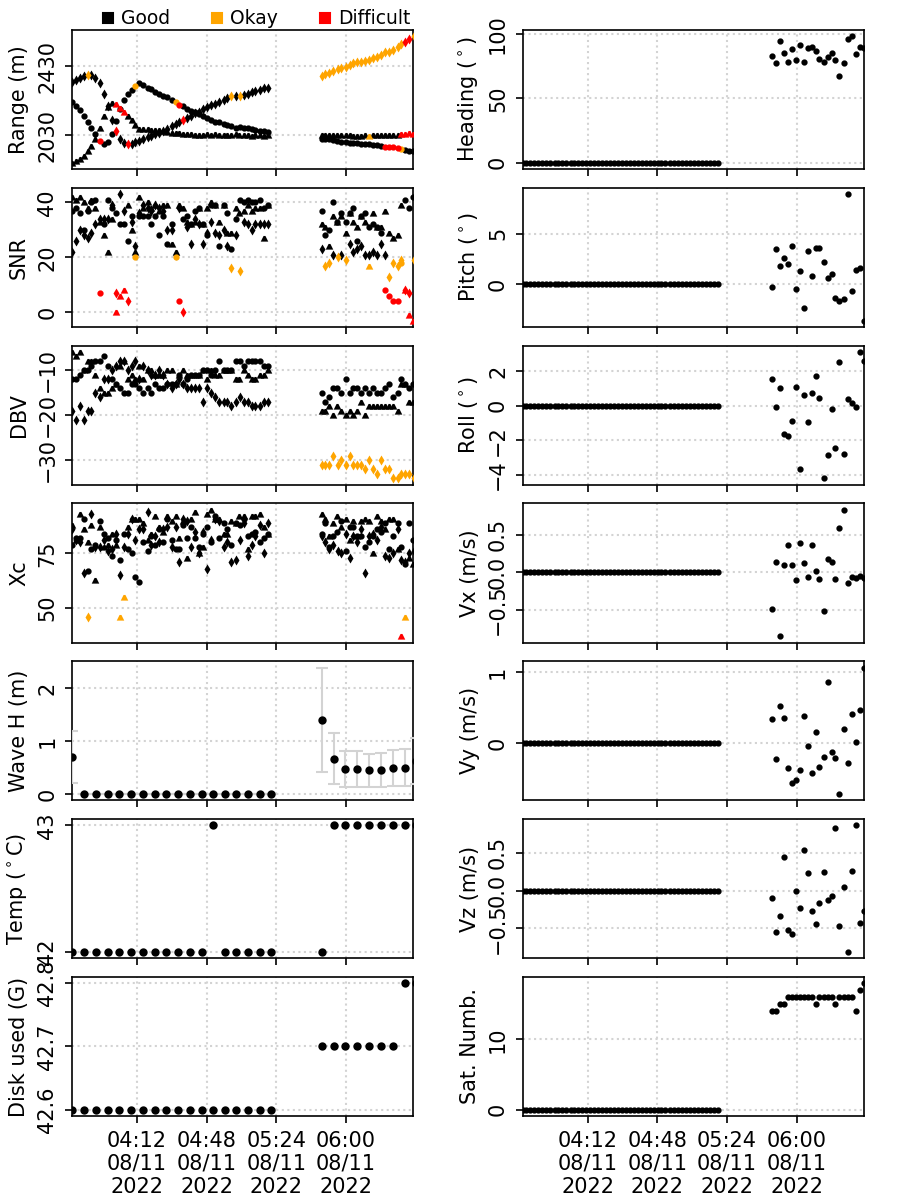 Good Okay Difficult
Range (m)
2430
2030
SNR
40
20
0
DBV
−10
−20
−30
Xc
75
50
Wave H (m)
2
1
0
Temp (°C)
43
42
Disk used (G)
42.8
42.7
42.6
04:12 04:48 05:24 06:00
08/11 08/11 08/11 08/11
2022 2022 2022 2022
Heading (°)
100
50
0
Pitch (°)
5
0
Roll (°)
2
0
−2
−4
Vx (m/s)
0.5
0.0
−0.5
Vy (m/s)
1
0
Vz (m/s)
0.5
0.0
−0.5
Sat. Numb.
10
0
04:12 04:48 05:24 06:00
08/11 08/11 08/11 08/11
2022 2022 2022 2022